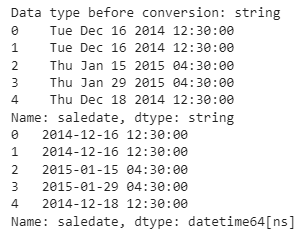 Data type before conversion: string
0    Tue Dec 16 2014 12:30:00
1    Tue Dec 16 2014 12:30:00
2    Thu Jan 15 2015 04:30:00
3    Thu Jan 29 2015 04:30:00
4    Thu Dec 18 2014 12:30:00
Name: saledate, dtype: string
0   2014-12-16 12:30:00
1   2014-12-16 12:30:00
2   2015-01-15 04:30:00
3   2015-01-29 04:30:00
4   2014-12-18 12:30:00
Name: saledate, dtype: datetime64[ns]